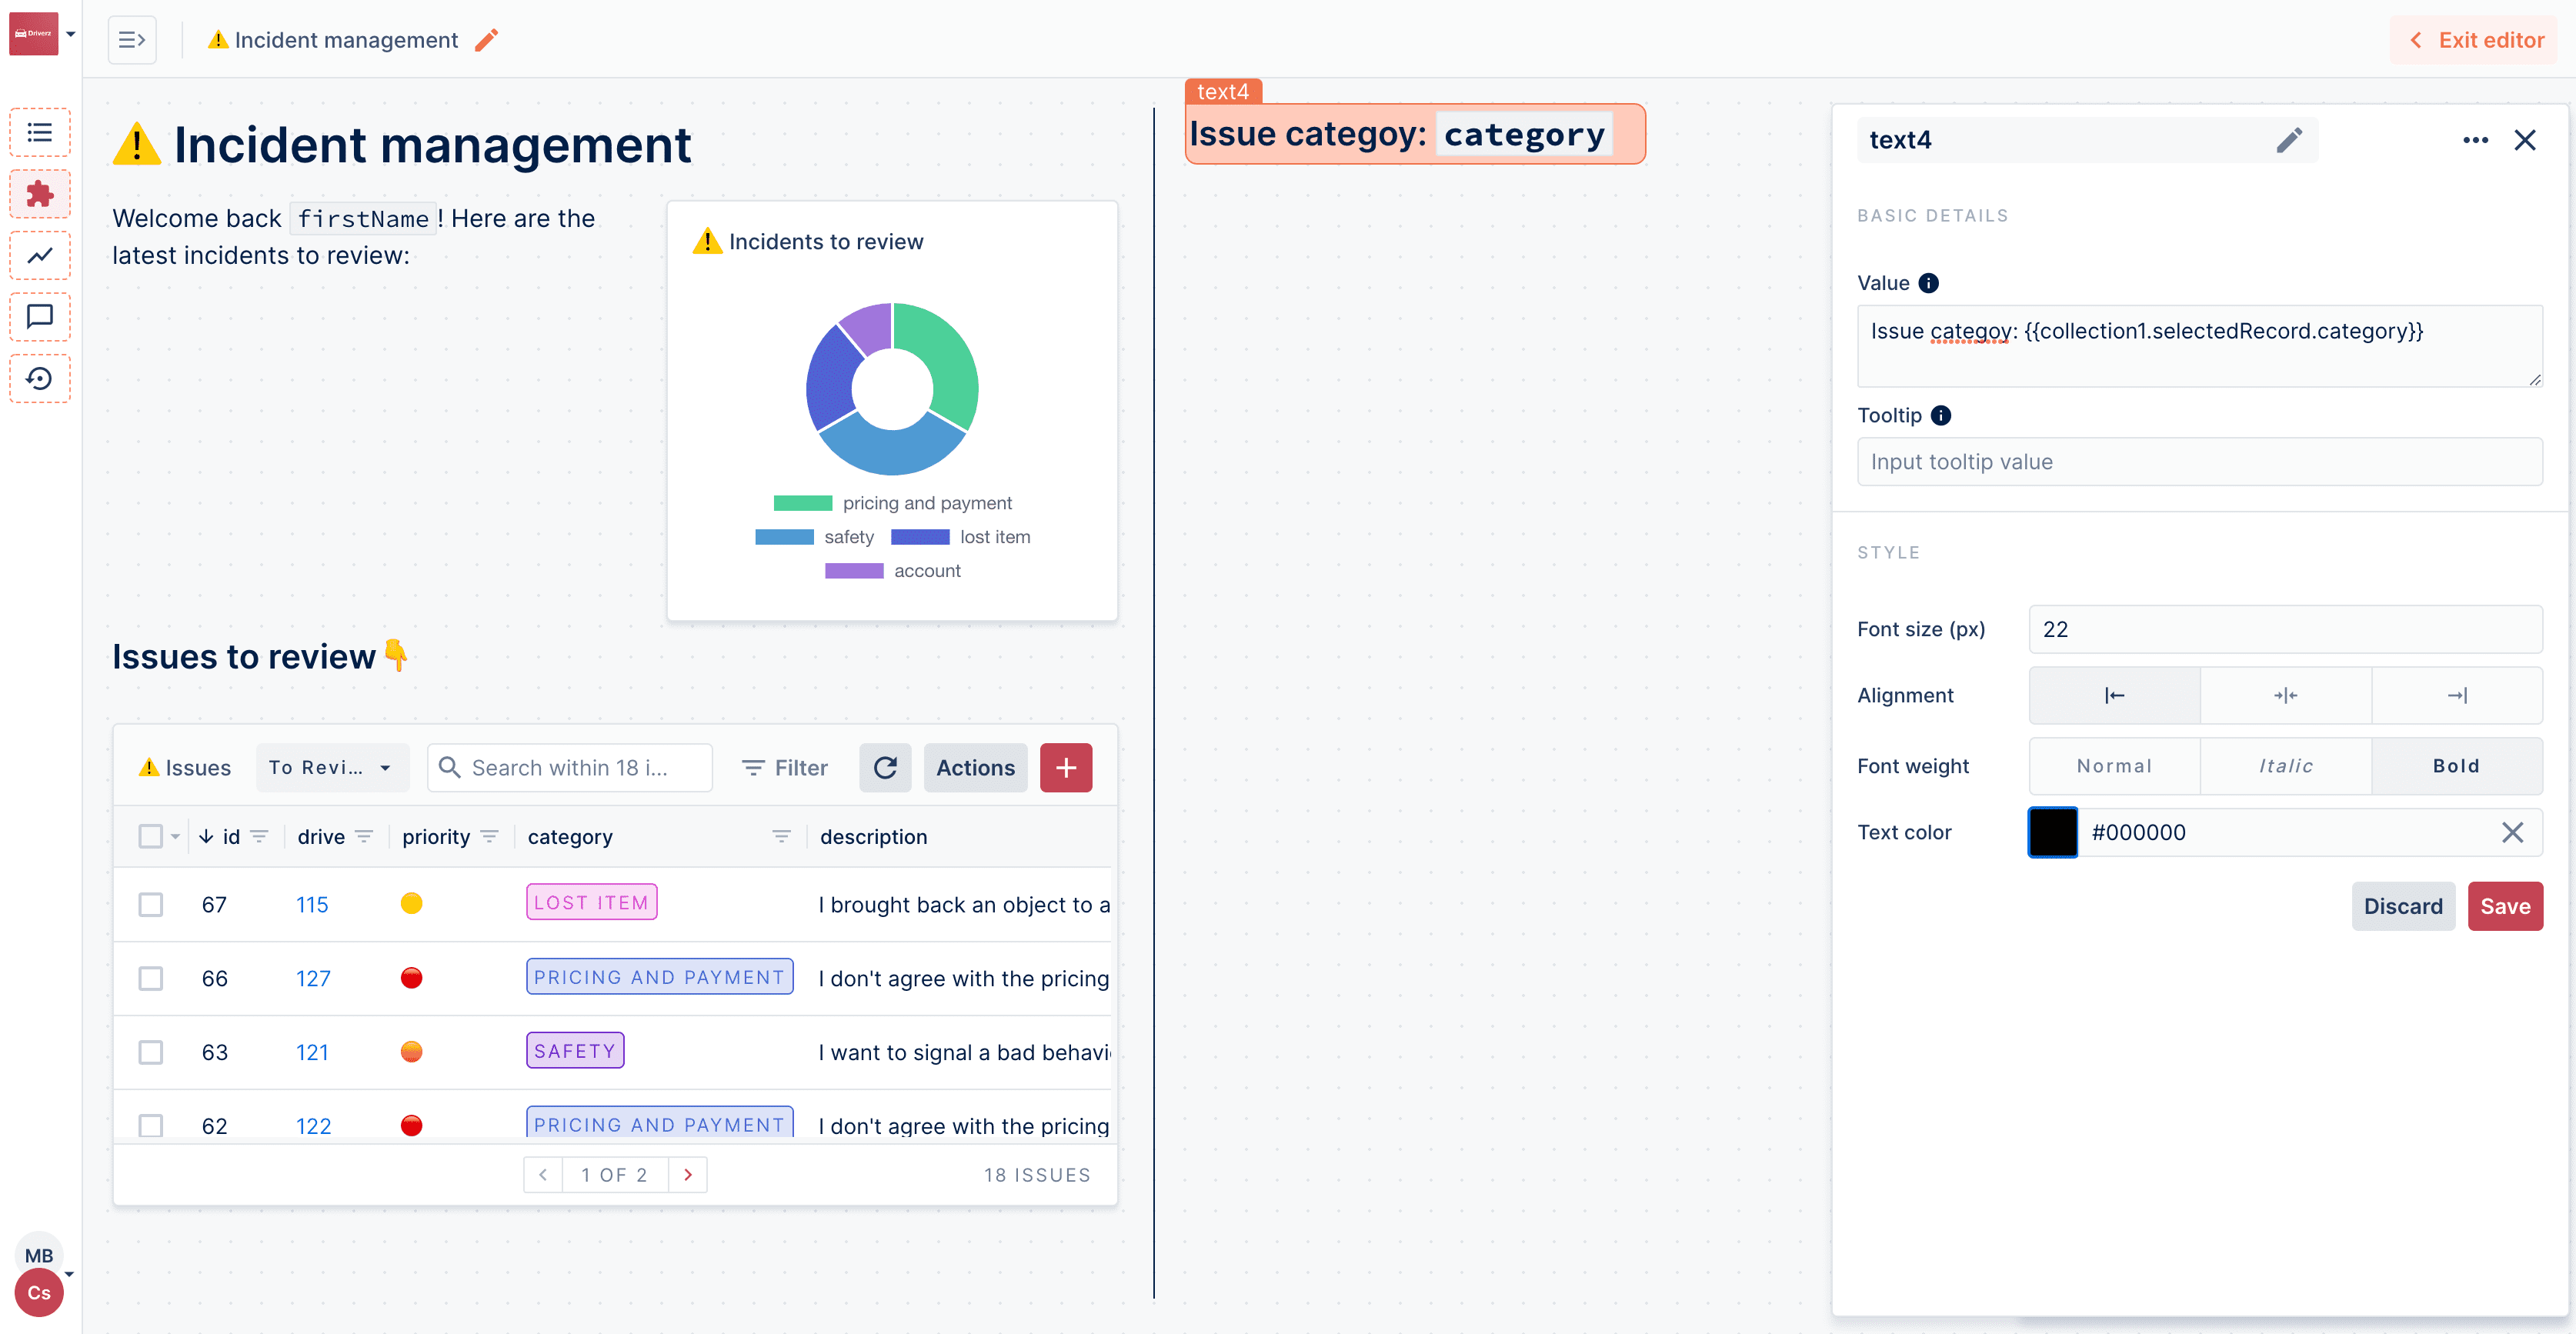 Driverz
⚠️ Incident management
Exit editor
⚠️ Incident management
Welcome back firstName! Here are the
latest incidents to review:
⚠️ Incidents to review
pricing and payment
safety
lost item
account
Issues to review👇
⚠️ Issues
To Revi...
Search within 18 i...
Filter
Actions
+
id
drive
priority
category
description
67 115 LOST ITEM I brought back an object to a
66 127 PRICING AND PAYMENT I don't agree with the pricing
63 121 SAFETY I want to signal a bad behavi
62 122 PRICING AND PAYMENT I don't agree with the pricing
1 OF 2
18 ISSUES
text4
Issue categoy: category
text4
BASIC DETAILS
Value
Issue categoy: {{collection1.selectedRecord.category}}
Tooltip
Input tooltip value
STYLE
Font size (px)
22
Alignment
Font weight
Normal
Italic
Bold
Text color
#000000
Discard
Save
MB
Cs